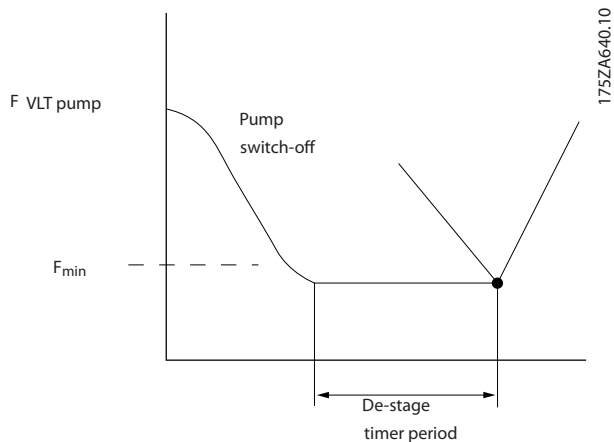 175ZA640.10
F VLT pump
Pump
switch-off
Fmin
De-stage
timer period